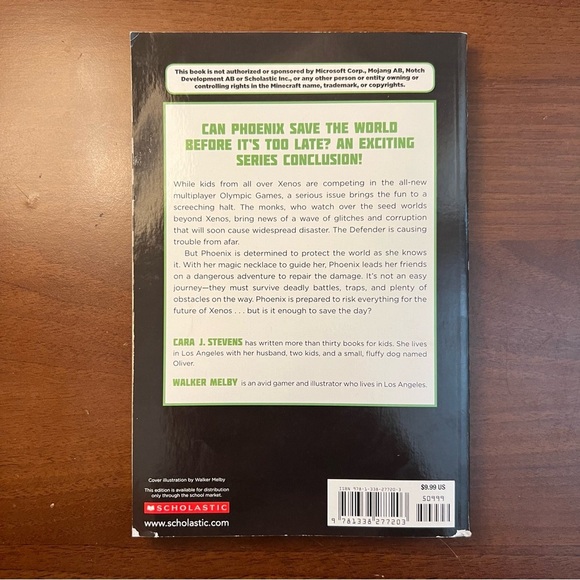 This book is not authorized or sponsored by Microsoft Corp., Mojang AB, Notch
Development AB or Scholastic Inc., or any other person or entity owning or
controlling rights in the Minecraft name, trademark, or copyrights.
CAN PHOENIX SAVE THE WORLD
BEFORE IT'S TOO LATE? AN EXCITING
SERIES CONCLUSION!
While kids from all over Xenos are competing in the all-new
multiplayer Olympic Games, a serious issue brings the fun to a
screeching halt. The monks, who watch over the seed worlds
beyond Xenos, bring news of a wave of glitches and corruption
that will soon cause widespread disaster. The Defender is causing
trouble from afar.
But Phoenix is determined to protect the world as she knows
it. With her magic necklace to guide her, Phoenix leads her friends
on a dangerous adventure to repair the damage. It's not an easy
journey—they must survive deadly battles, traps, and plenty of
obstacles on the way. Phoenix is prepared to risk everything for the
future of Xenos . . . but is it enough to save the day?
CARA J. STEVENS has written more than thirty books for kids. She lives
in Los Angeles with her husband, two kids, and a small, fluffy dog named
Oliver.
WALKER MELBY is an avid gamer and illustrator who lives in Los Angeles.
Cover illustration by Walker Melby
This edition is available for distribution
only through the school market.
SCHOLASTIC
www.scholastic.com
ISBN 978-1-338-27720-3
$9.99 US
50999
9 781338 277203